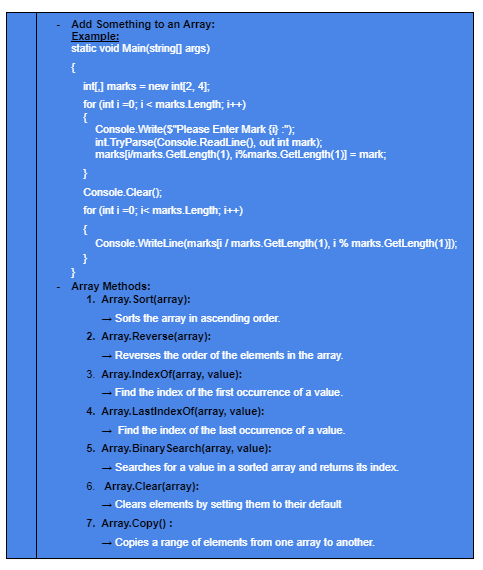 - Add Something to an Array:
Example:
static void Main(string[] args)
{
int[,] marks = new int[2, 4];
for (int i =0; i < marks.Length; i++)
{
Console.Write($"Please Enter Mark {i} :");
int.TryParse(Console.ReadLine(), out int mark);
marks[i/marks.GetLength(1), i%marks.GetLength(1)] = mark;
}
Console.Clear();
for (int i =0; i< marks.Length; i++)
{
Console.WriteLine(marks[i / marks.GetLength(1), i % marks.GetLength(1)]);
}
}
- Array Methods:
1. Array.Sort(array):
→ Sorts the array in ascending order.
2. Array.Reverse(array):
→ Reverses the order of the elements in the array.
3. Array.IndexOf(array, value):
→ Find the index of the first occurrence of a value.
4. Array.LastIndexOf(array, value):
→ Find the index of the last occurrence of a value.
5. Array.BinarySearch(array, value):
→ Searches for a value in a sorted array and returns its index.
6. Array.Clear(array):
→ Clears elements by setting them to their default
7. Array.Copy() :
→ Copies a range of elements from one array to another.